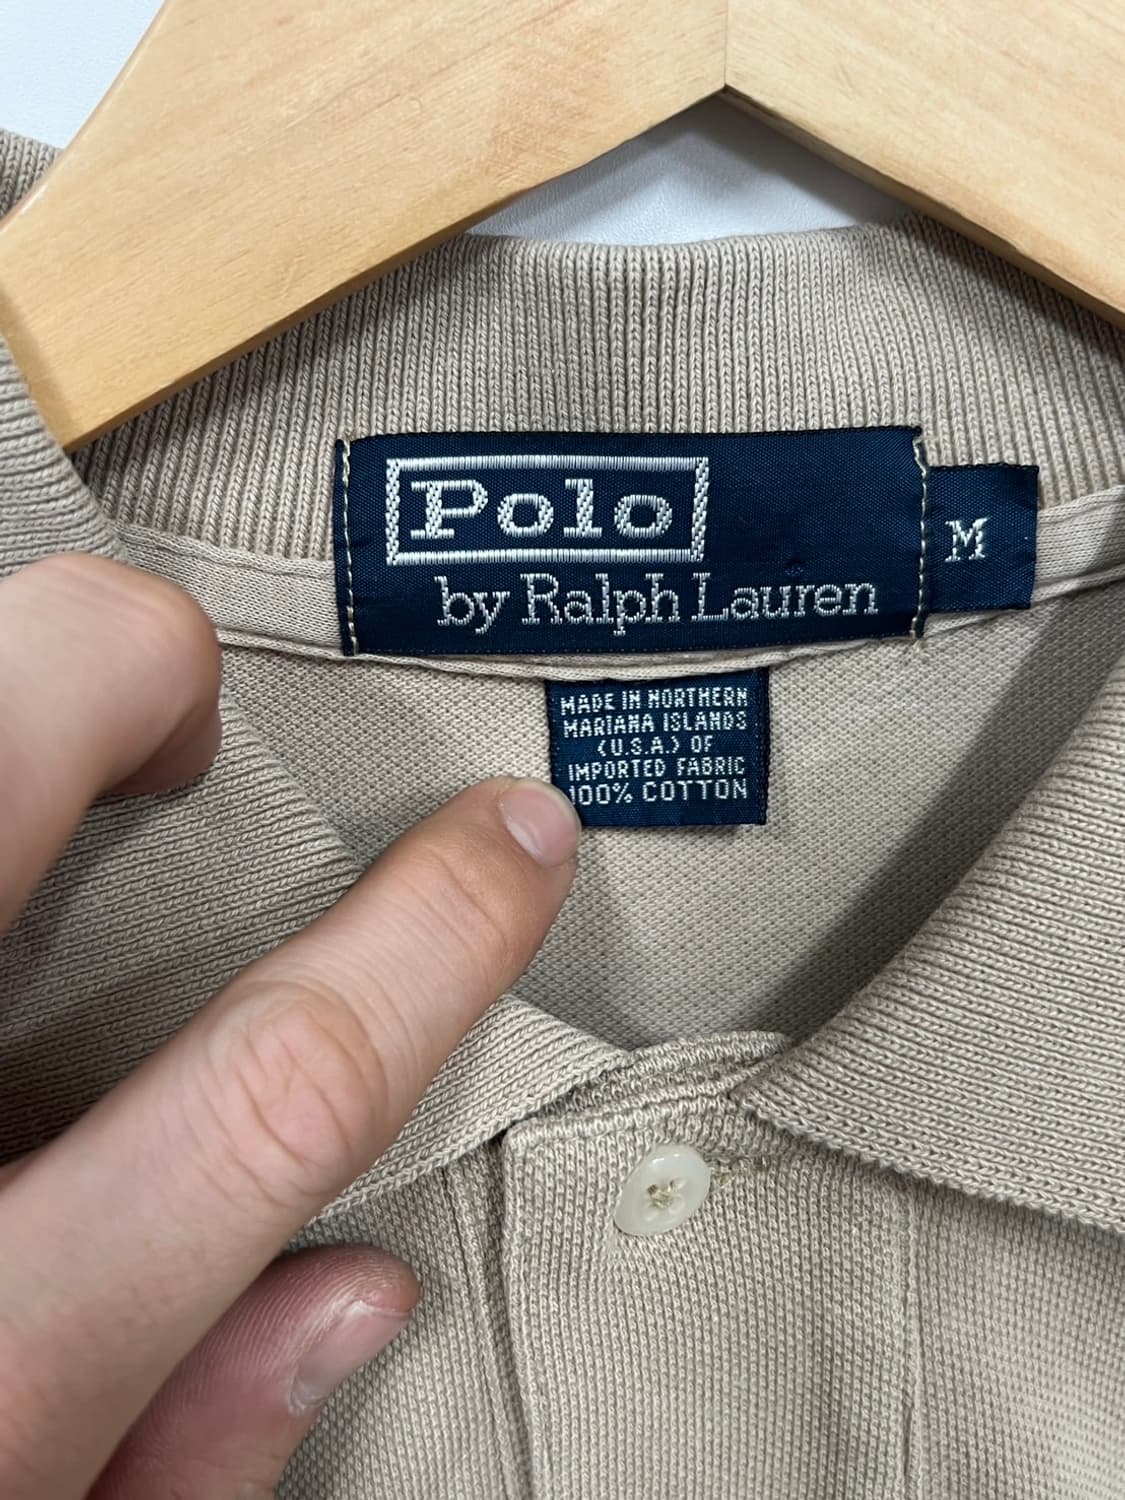 Polo
by Ralph Lauren
M
MADE IN NORTHERN
MARIANA ISLANDS
(U.S.A.) OF
IMPORTED FABRIC
100% COTTON